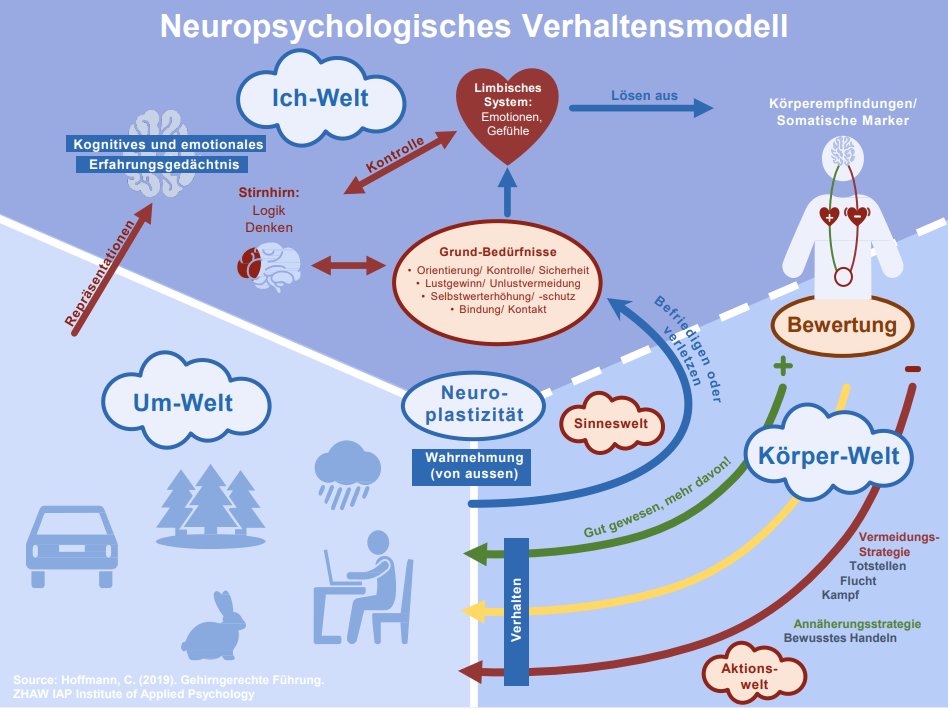 Neuropsychologisches Verhaltensmodell
Ich-Welt
Limbisches
System:
Emotionen,
Gefühle
Lösen aus
Körperempfindungen/
Somatische Marker
Kognitives und emotionales
Erfahrungsgedächtnis
Kontrolle
Stirnhirn:
Logik
Denken
Repräsentationen
Grund-Bedürfnisse
• Orientierung/ Kontrolle/ Sicherheit
• Lustgewinn/ Unlustvermeidung
• Selbstwerterhöhung/ -schutz
• Bindung/ Kontakt
+
-
Bewertung
+
-
Befriedigen oder
verletzen
Um-Welt
Neuro-
plastizität
Sinneswelt
Wahrnehmung
(von aussen)
Körper-Welt
Gut gewesen, mehr davon!
Vermeidungs-
Strategie
Totstellen
Flucht
Kampf
Annäherungsstrategie
Bewusstes Handeln
Verhalten
Aktions-
welt
Source: Hoffmann, C. (2019). Gehirngerechte Führung.
ZHAW IAP Institute of Applied Psychology